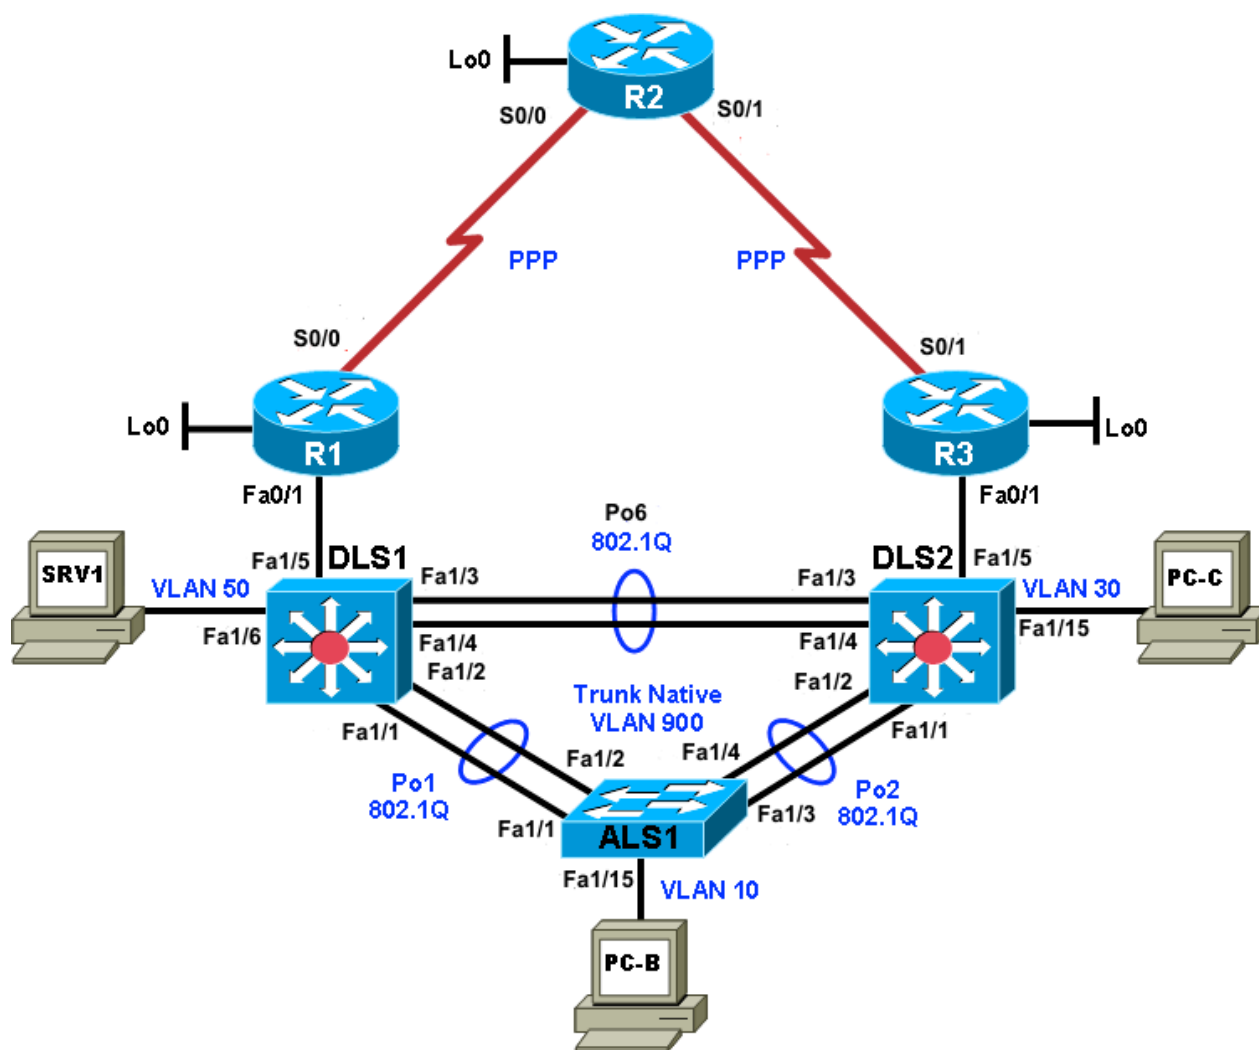 Lo0
R2
S0/0
S0/1
PPP
PPP
S0/0
S0/1
Lo0
R1
R3
Lo0
Fa0/1
Fa0/1
Po6
802.1Q
SRV1
VLAN 50
Fa1/5
DLS1
DLS2
Fa1/5
VLAN 30
PC-C
Fa1/3
Fa1/3
Fa1/6
Fa1/4
Fa1/4
Fa1/15
Fa1/2
Fa1/2
Trunk Native
VLAN 900
Fa1/1
Fa1/1
Fa1/2
Fa1/4
Po1
802.1Q
Po2
802.1Q
Fa1/1
Fa1/3
ALS1
Fa1/15
VLAN 10
PC-B